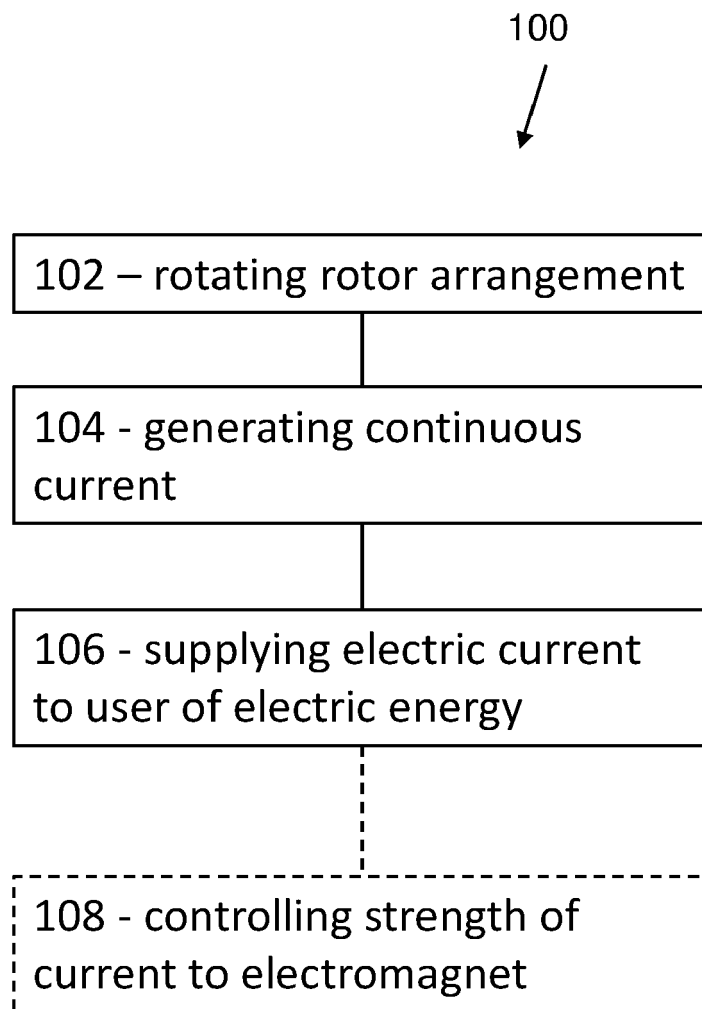 100
102 – rotating rotor arrangement
104 - generating continuous
current
106 - supplying electric current
to user of electric energy
108 - controlling strength of
current to electromagnet